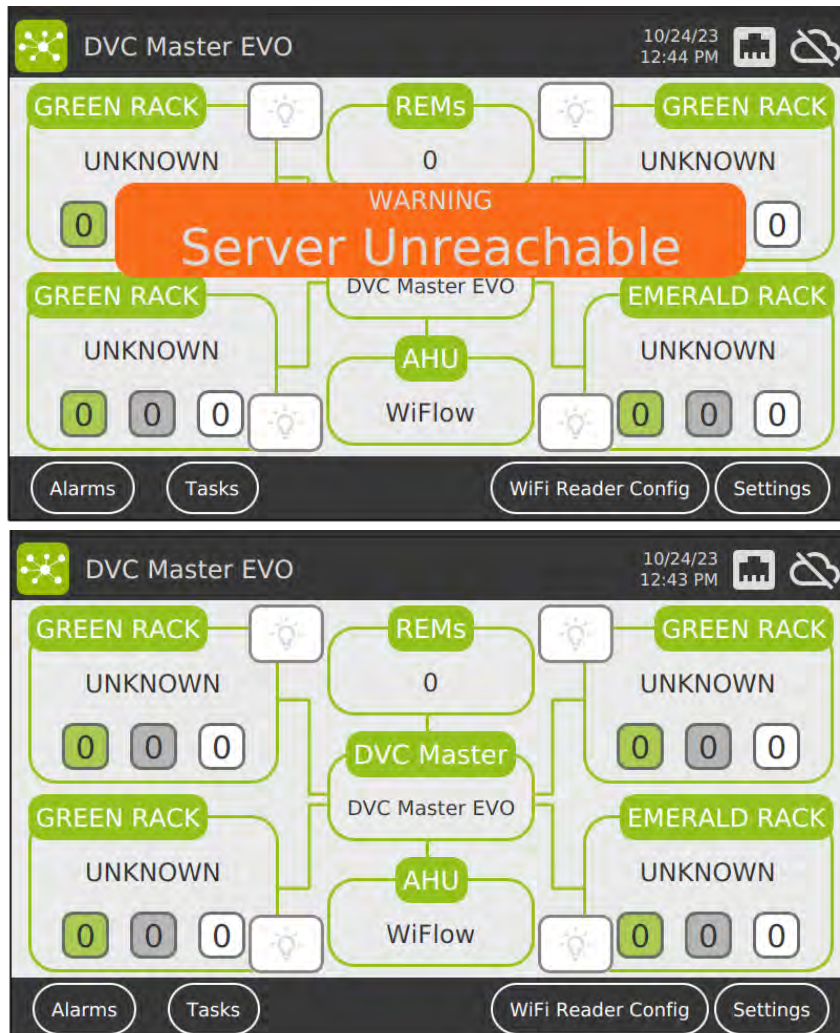 DVC Master EVO
10/24/23
12:44 PM
GREEN RACK
REMs
GREEN RACK
UNKNOWN
0
UNKNOWN
0
WARNING
Server Unreachable
0
GREEN RACK
DVC Master EVO
EMERALD RACK
UNKNOWN
AHU
UNKNOWN
0 0 0
WiFlow
0 0 0
Alarms
Tasks
WiFi Reader Config
Settings
DVC Master EVO
10/24/23
12:43 PM
GREEN RACK
REMs
GREEN RACK
UNKNOWN
0
UNKNOWN
0 0 0
DVC Master
0 0 0
GREEN RACK
DVC Master EVO
EMERALD RACK
UNKNOWN
AHU
UNKNOWN
0 0 0
WiFlow
0 0 0
Alarms
Tasks
WiFi Reader Config
Settings